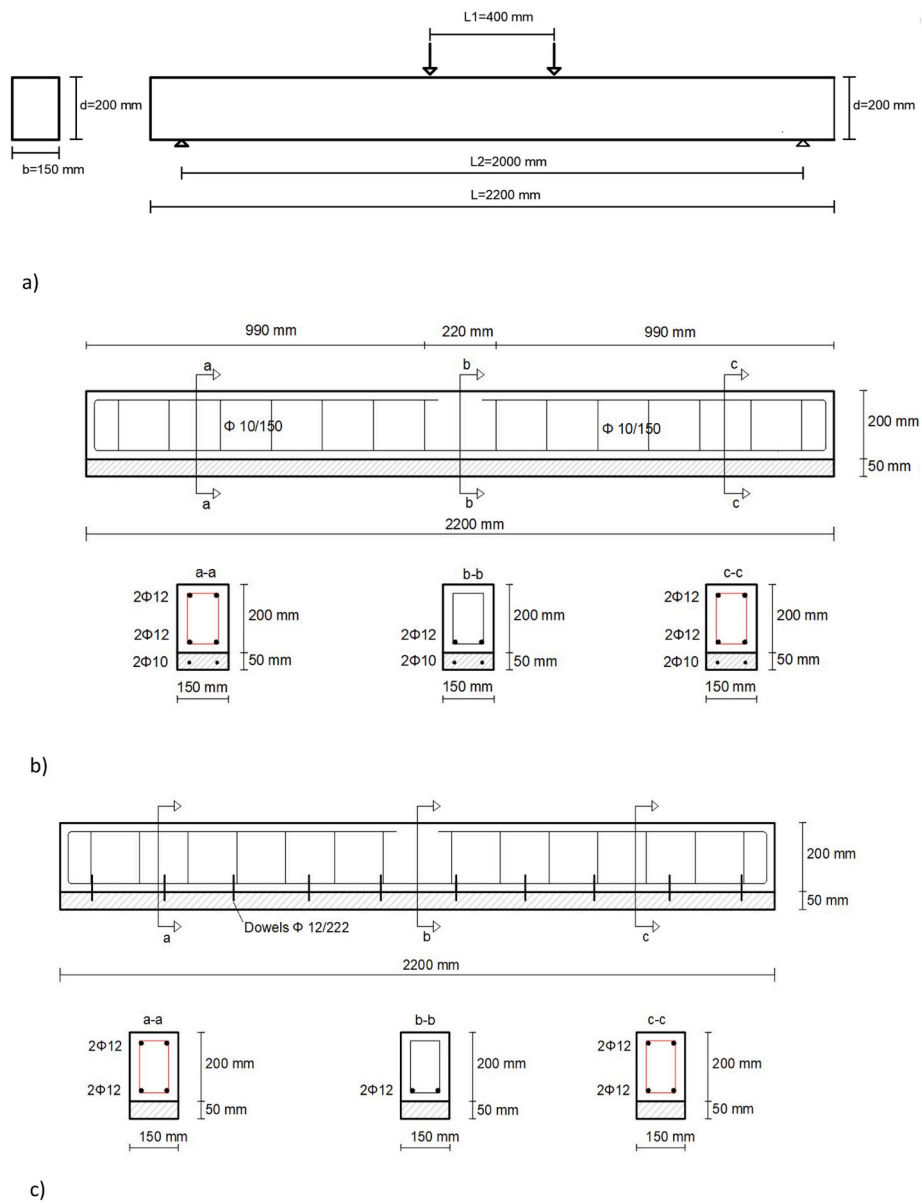 L1=400 mm
d=200 mm
d=200 mm
b=150 mm
L2=2000 mm
L=2200 mm
a)
990 mm
220 mm
990 mm
a
b
c
Φ 10/150
Φ 10/150
200 mm
50 mm
a
b
c
2200 mm
a-a
b-b
c-c
2Φ12
200 mm
2Φ12
200 mm
2Φ12
2Φ12
2Φ12
200 mm
2Φ10
50 mm
50 mm
2Φ10
50 mm
150 mm
150 mm
150 mm
b)
200 mm
50 mm
Dowels Φ 12/222
a
b
c
2200 mm
a-a
b-b
c-c
2Φ12
200 mm
200 mm
2Φ12
200 mm
2Φ12
2Φ12
2Φ12
50 mm
50 mm
50 mm
150 mm
150 mm
150 mm
c)